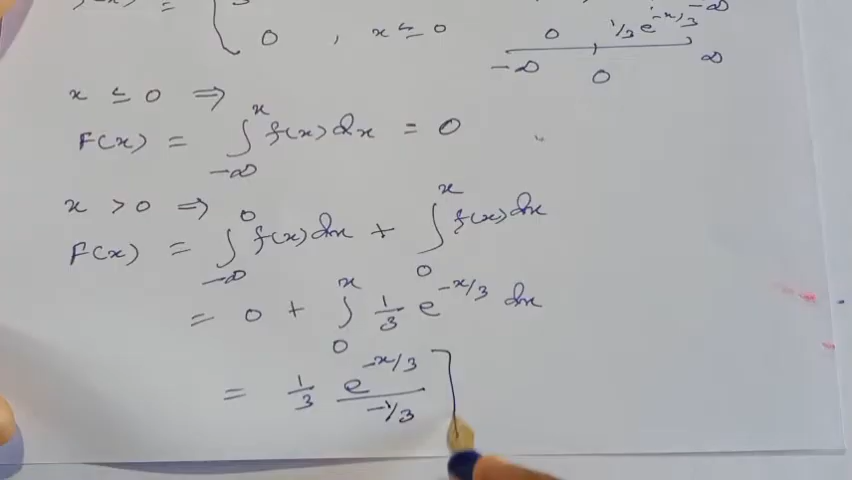 0 , x ≤ 0
0 1/3 e^{-x/3} -∞
-∞ 0 ∞
x ≤ 0 ⇒
F(x) = ∫_{-∞}^{x} f(x) dx = 0
x > 0 ⇒
F(x) = ∫_{-∞}^{0} f(x) dx + ∫_{0}^{x} f(x) dx
= 0 + ∫_{0}^{x} 1/3 e^{-x/3} dx
= 1/3 e^{-x/3}/(-1/3) ]